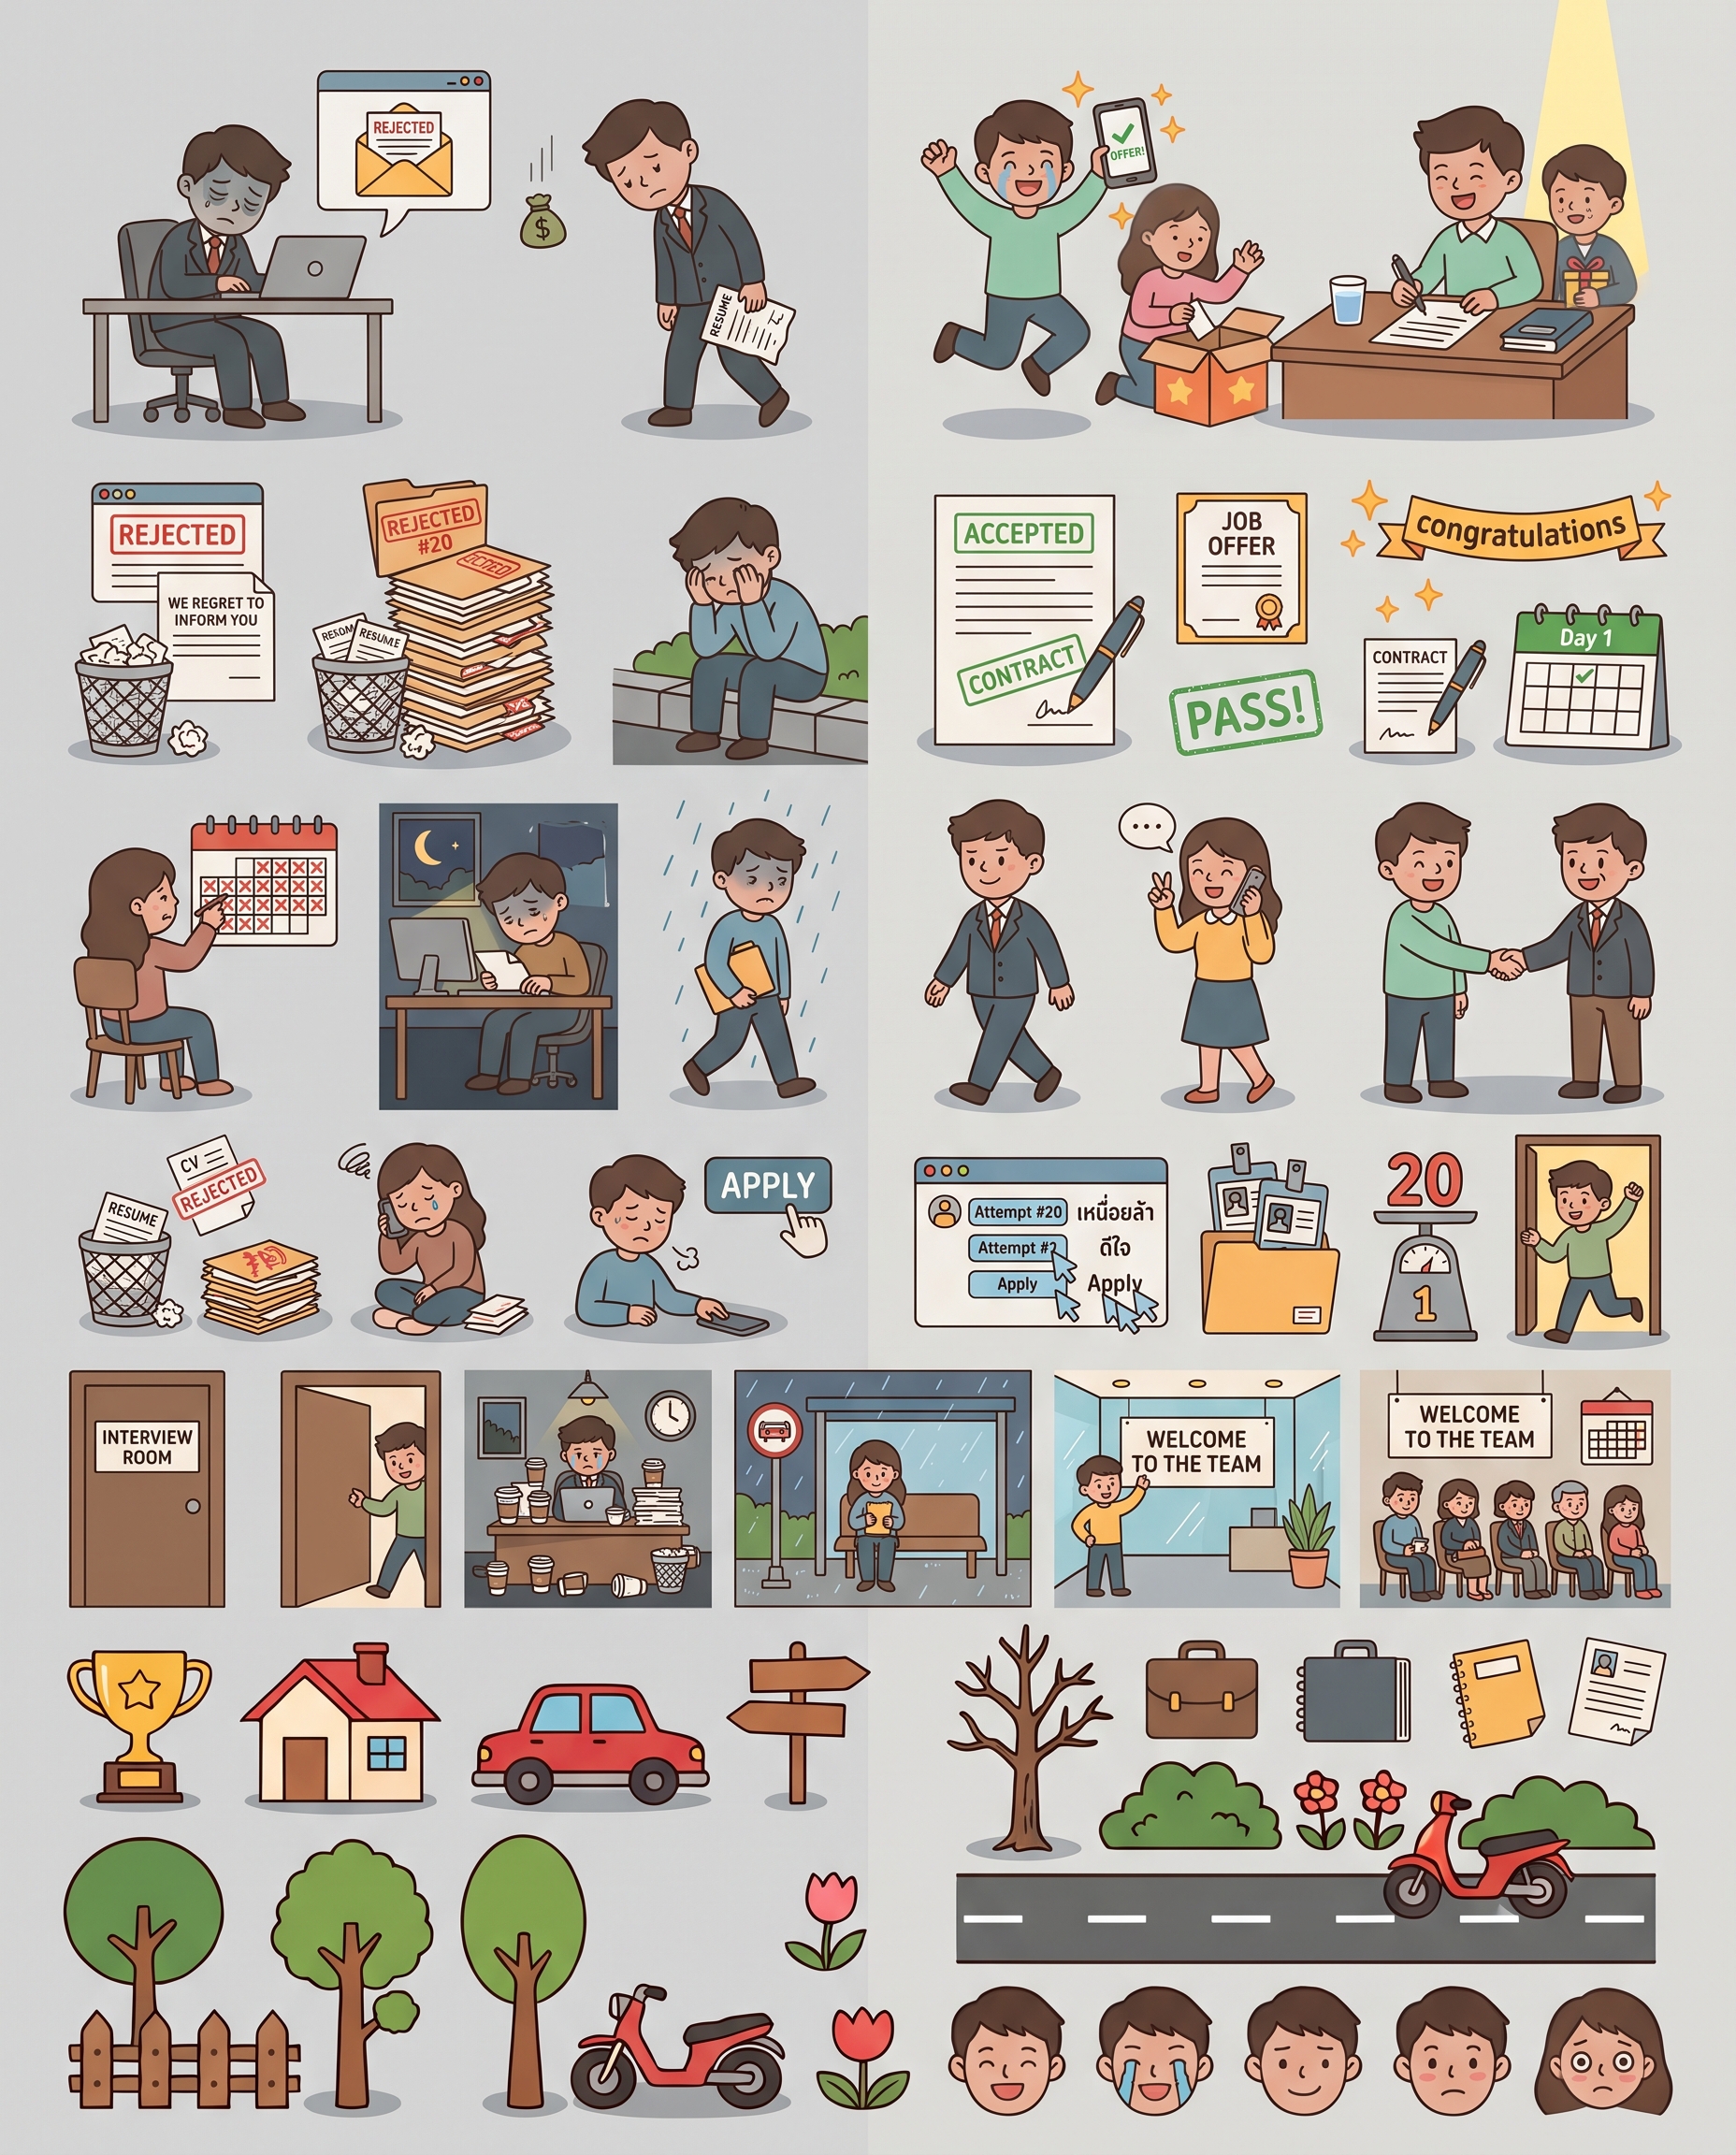 REJECTED
$
RESUME
OFFER!
REJECTED
WE REGRET TO
INFORM YOU
REJECTED
#20
RESUME
ACCEPTED
CONTRACT
JOB
OFFER
PASS!
congratulations
CONTRACT
Day 1
CV
REJECTED
RESUME
APPLY
Attempt #20 เหนื่อยล้า
Attempt #2 ดีใจ
Apply Apply
20
1
INTERVIEW
ROOM
WELCOME
TO THE TEAM
WELCOME
TO THE TEAM